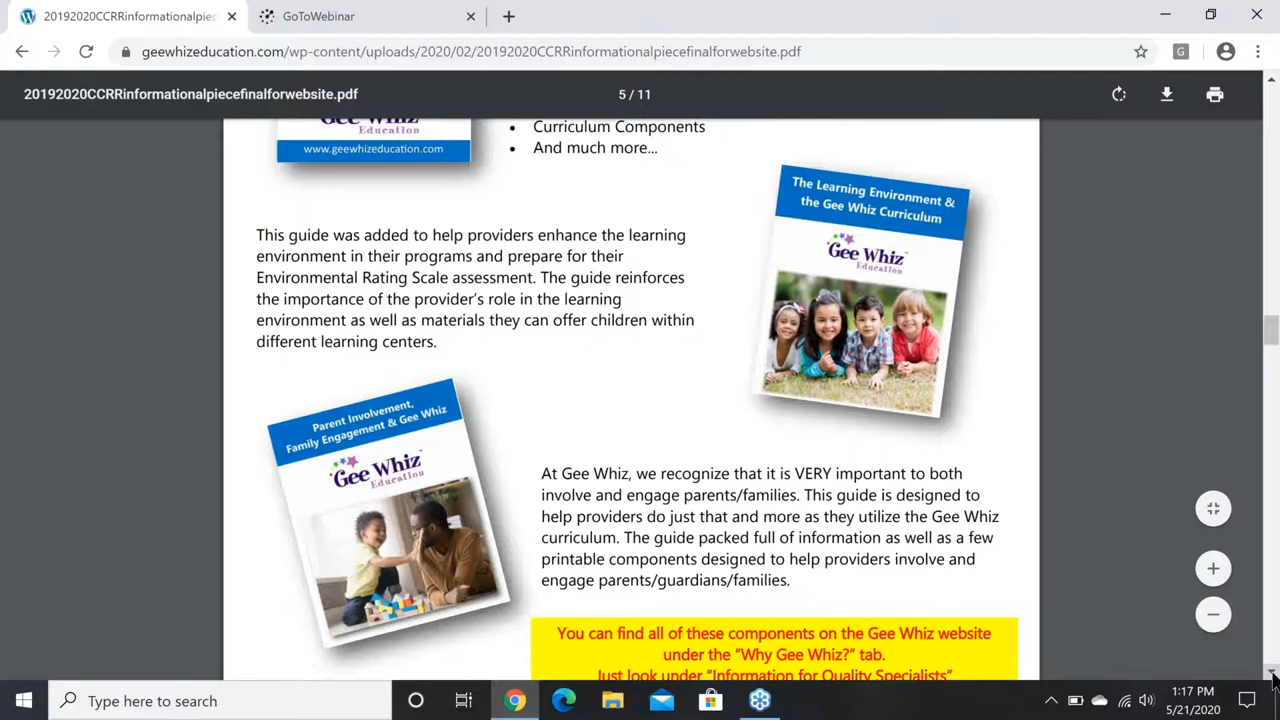 20192020CCRRinformationalpiec
GoToWebinar
geewhizeducation.com/wp-content/uploads/2020/02/20192020CCRRinformationalpiecefinalforwebsite.pdf
G
20192020CCRRinformationalpiecefinalforwebsite.pdf
5 / 11
Education
www.geewhizeducation.com
• Curriculum Components
• And much more...
The Learning Environment &
the Gee Whiz Curriculum
Gee Whiz
Education
This guide was added to help providers enhance the learning
environment in their programs and prepare for their
Environmental Rating Scale assessment. The guide reinforces
the importance of the provider's role in the learning
environment as well as materials they can offer children within
different learning centers.
Parent Involvement,
Family Engagement & Gee Whiz
Gee Whiz
Education
At Gee Whiz, we recognize that it is VERY important to both
involve and engage parents/families. This guide is designed to
help providers do just that and more as they utilize the Gee Whiz
curriculum. The guide packed full of information as well as a few
printable components designed to help providers involve and
engage parents/guardians/families.
You can find all of these components on the Gee Whiz website
under the "Why Gee Whiz?" tab.
Just look under "Information for Quality Specialists"
Type here to search
1:17 PM
5/21/2020